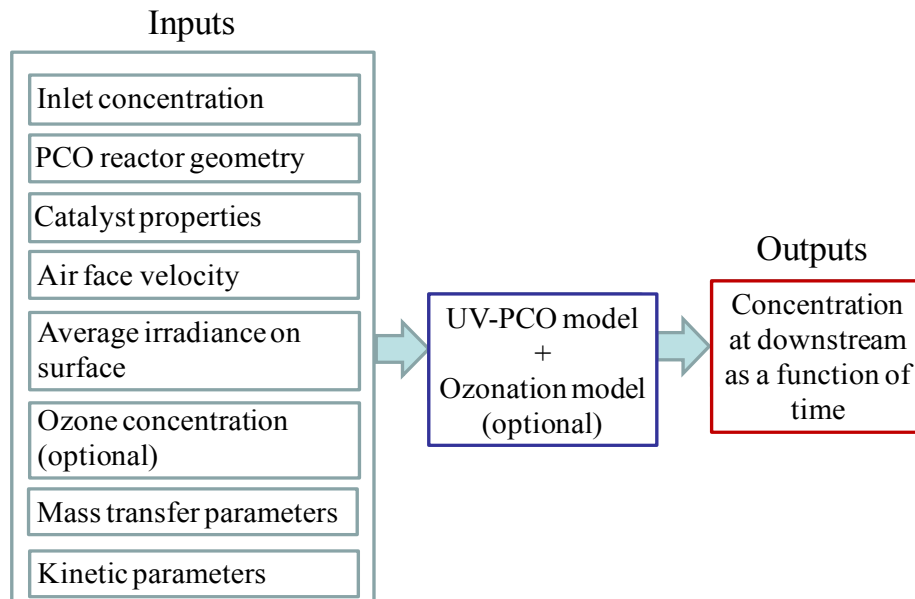 Inputs
Inlet concentration
PCO reactor geometry
Catalyst properties
Air face velocity
Average irradiance on
surface
Ozone concentration
(optional)
Mass transfer parameters
Kinetic parameters
UV-PCO model
+
Ozonation model
(optional)
Outputs
Concentration
at downstream
as a function of
time